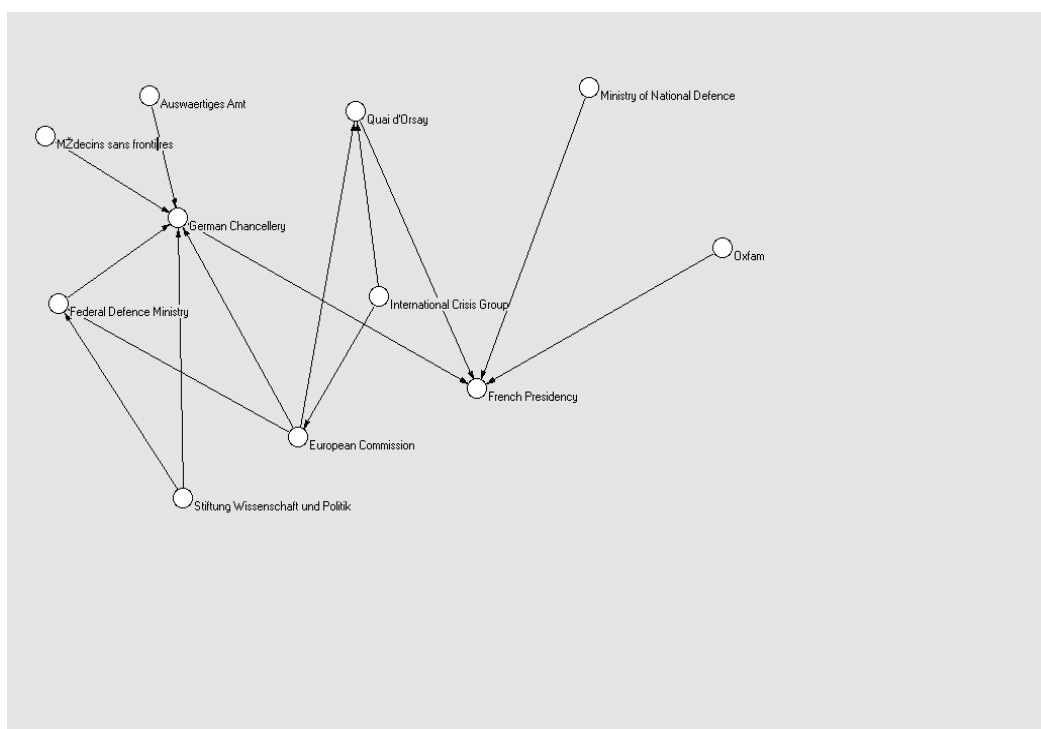 Ministry of National Defence
Auswaertiges Amt
Quai d'Orsay
MŽdecins sans frontires
German Chancellery
Oxfam
International Crisis Group
Federal Defence Ministry
French Presidency
European Commission
Stiftung Wissenschaft und Politik